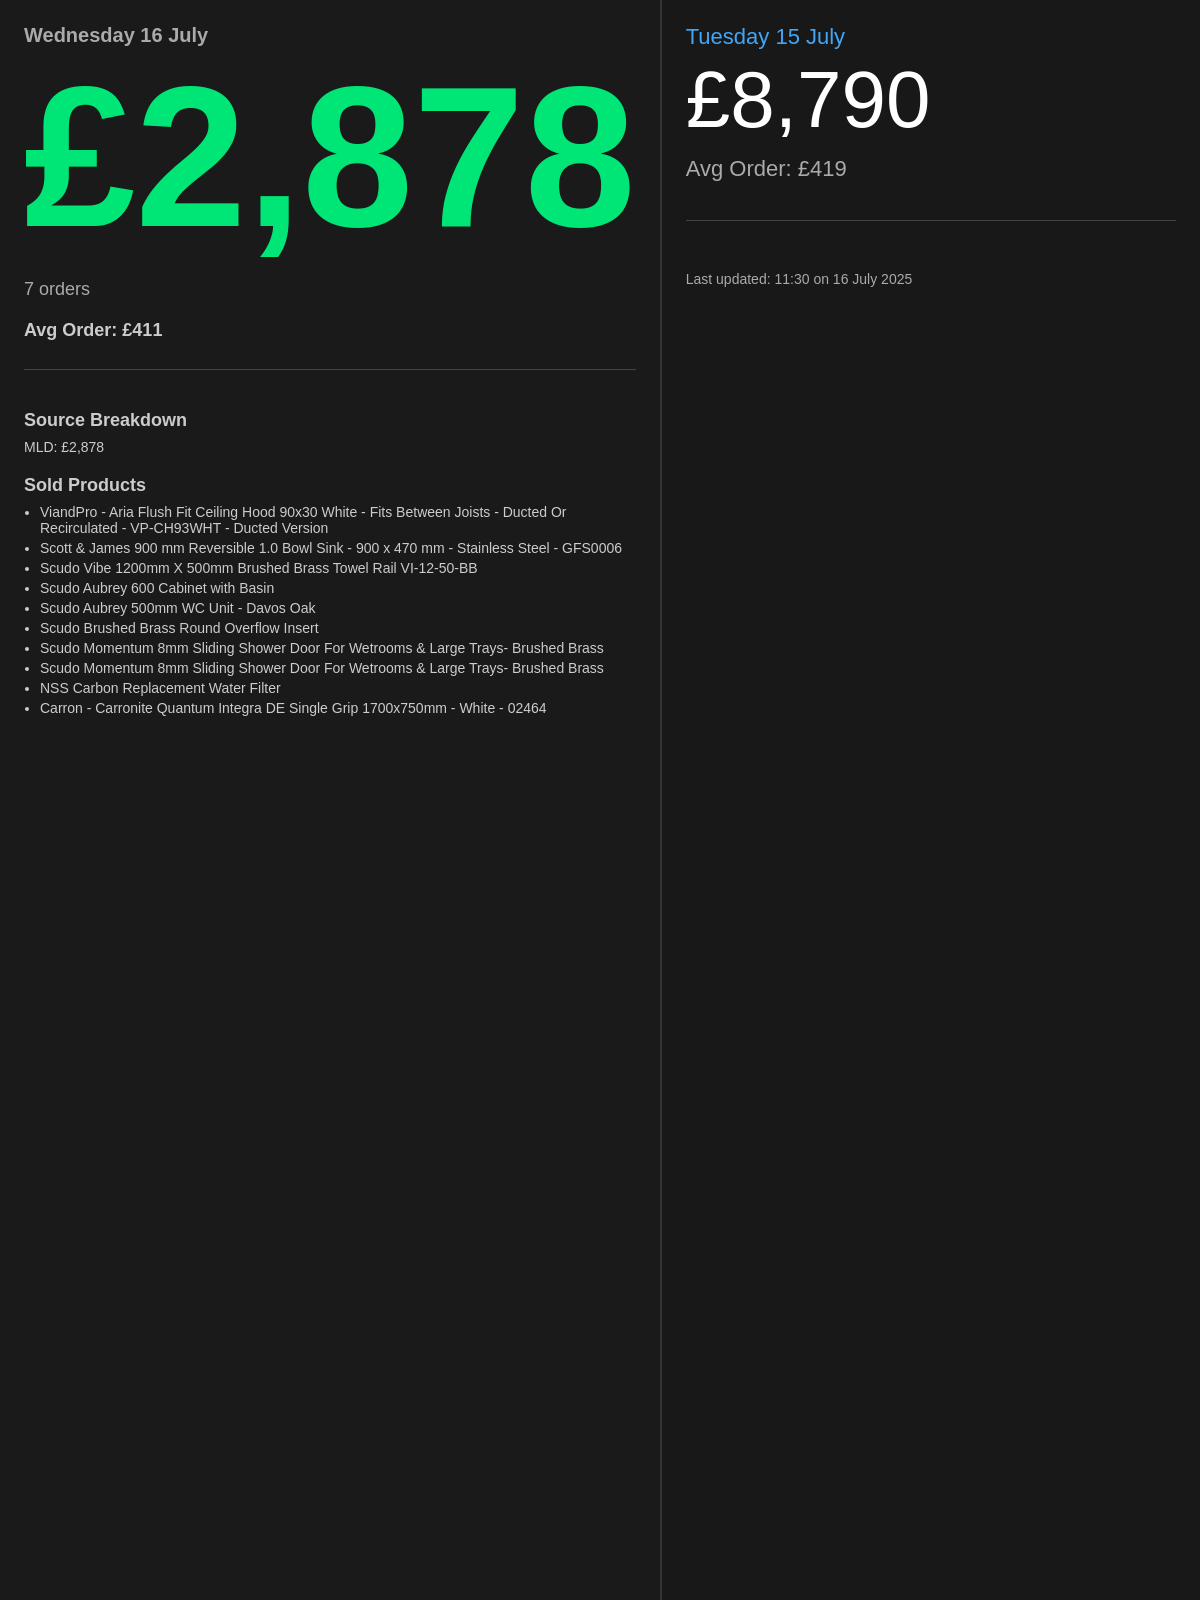 Wednesday 16 July
£2,878
7 orders
Avg Order: £411
Source Breakdown
MLD: £2,878
Sold Products
• ViandPro - Aria Flush Fit Ceiling Hood 90x30 White - Fits Between Joists - Ducted Or
Recirculated - VP-CH93WHT - Ducted Version
• Scott & James 900 mm Reversible 1.0 Bowl Sink - 900 x 470 mm - Stainless Steel - GFS0006
• Scudo Vibe 1200mm X 500mm Brushed Brass Towel Rail VI-12-50-BB
• Scudo Aubrey 600 Cabinet with Basin
• Scudo Aubrey 500mm WC Unit - Davos Oak
• Scudo Brushed Brass Round Overflow Insert
• Scudo Momentum 8mm Sliding Shower Door For Wetrooms & Large Trays- Brushed Brass
• Scudo Momentum 8mm Sliding Shower Door For Wetrooms & Large Trays- Brushed Brass
• NSS Carbon Replacement Water Filter
• Carron - Carronite Quantum Integra DE Single Grip 1700x750mm - White - 02464
Tuesday 15 July
£8,790
Avg Order: £419
Last updated: 11:30 on 16 July 2025